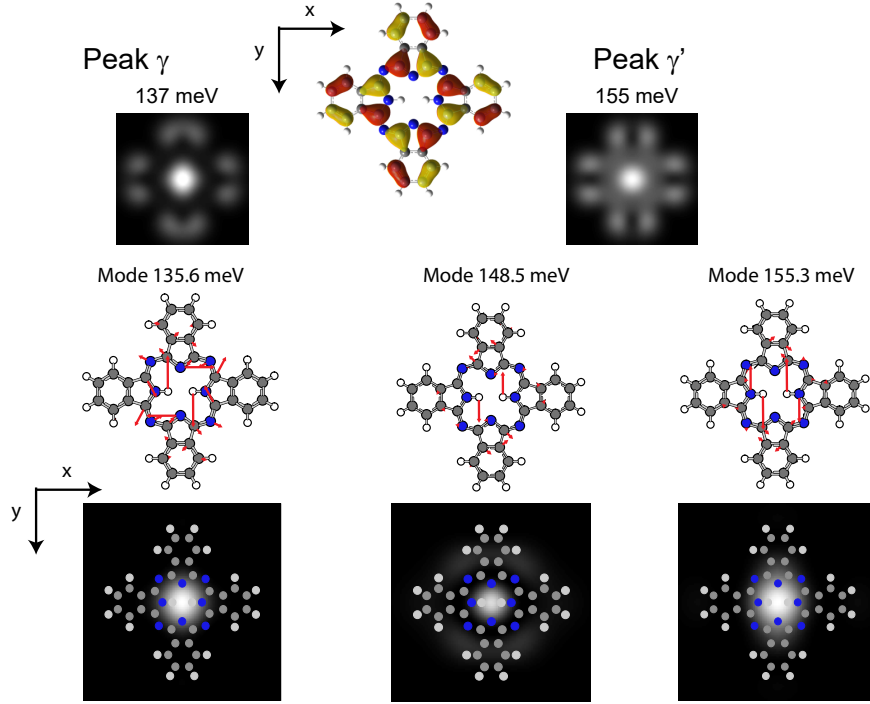 x
y
Peak γ
Peak γ’
137 meV
155 meV
Mode 135.6 meV
Mode 148.5 meV
Mode 155.3 meV
x
y